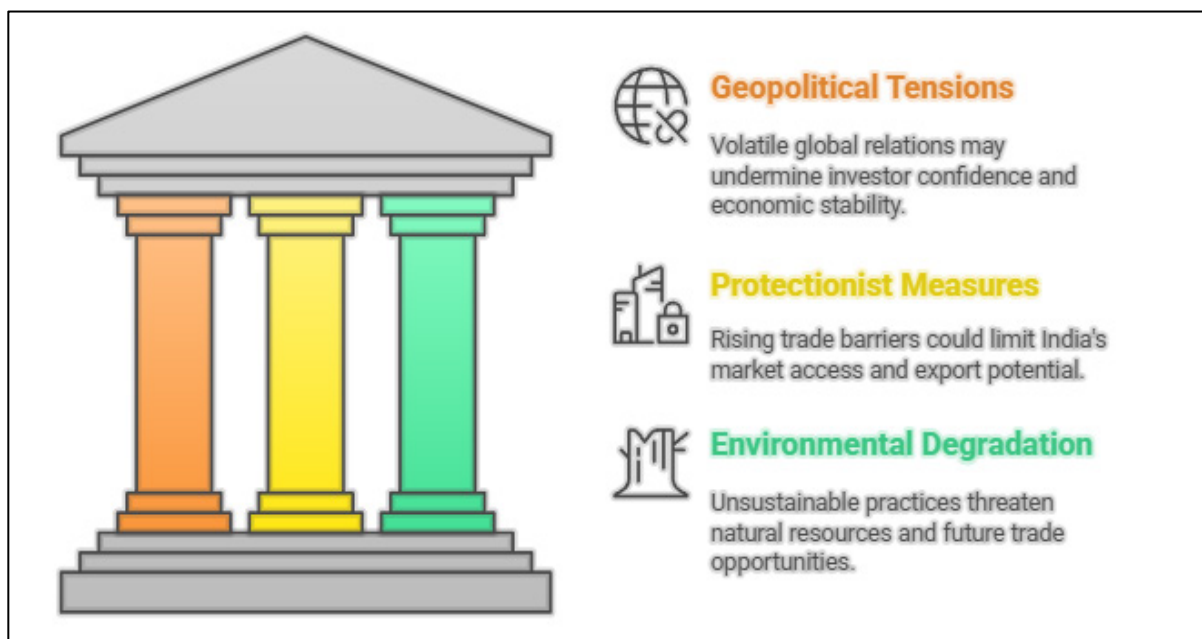 Geopolitical Tensions
Volatile global relations may
undermine investor confidence and
economic stability.
Protectionist Measures
Rising trade barriers could limit India's
market access and export potential.
Environmental Degradation
Unsustainable practices threaten
natural resources and future trade
opportunities.